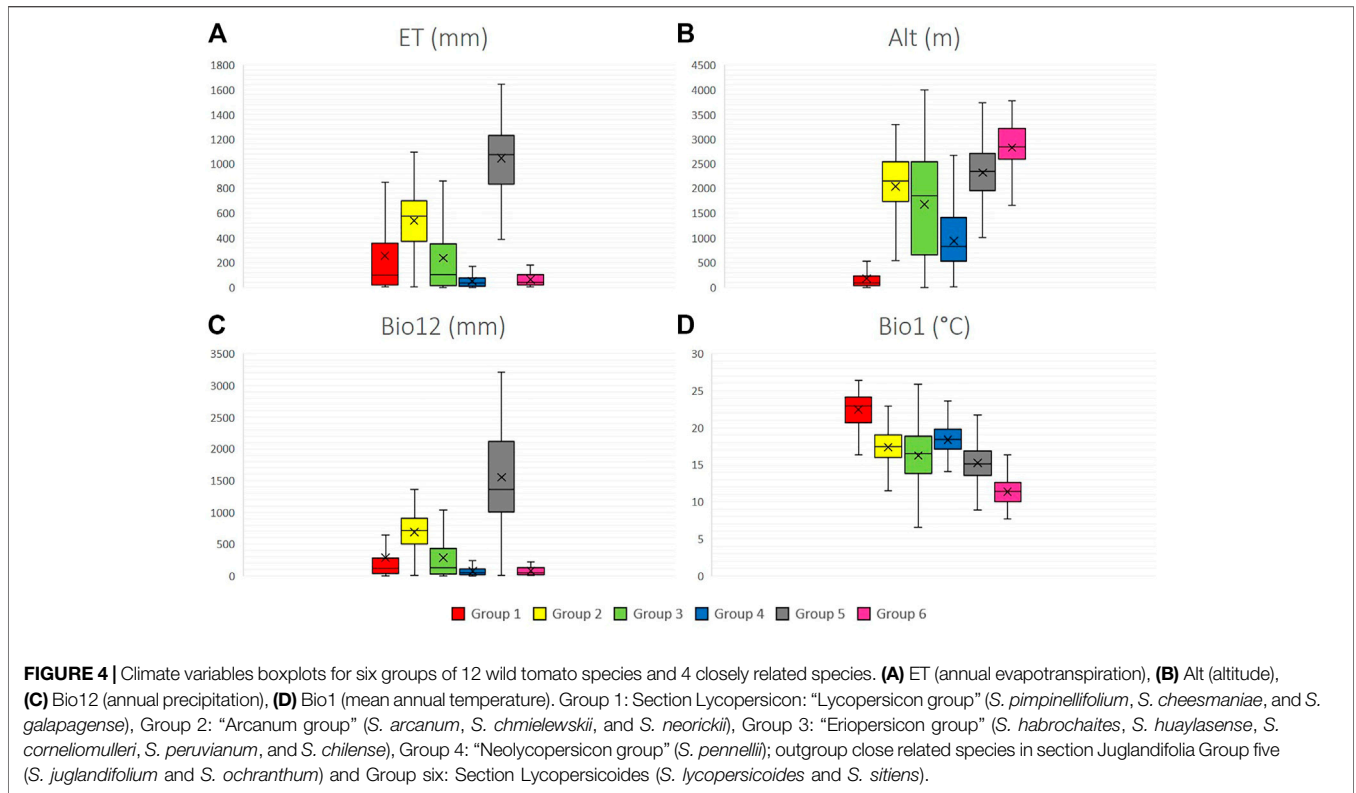 A
ET (mm)
1800
1600
1400
1200
1000
800
600
400
200
0
B
Alt (m)
4500
4000
3500
3000
2500
2000
1500
1000
500
0
C
Bio12 (mm)
3500
3000
2500
2000
1500
1000
500
0
D
Bio1 (°C)
30
25
20
15
10
5
0
Group 1 Group 2 Group 3 Group 4 Group 5 Group 6
FIGURE 4 | Climate variables boxplots for six groups of 12 wild tomato species and 4 closely related species. (A) ET (annual evapotranspiration), (B) Alt (altitude),
(C) Bio12 (annual precipitation), (D) Bio1 (mean annual temperature). Group 1: Section Lycopersicon: “Lycopersicon group” (S. pimpinellifolium, S. cheesmaniae, and S.
galapagense), Group 2: “Arcanum group” (S. arcanum, S. chmielewskii, and S. neorickii), Group 3: “Eriopersicon group” (S. habrochaites, S. huaylasense, S.
corneliomulleri, S. peruvianum, and S. chilense), Group 4: “Neolycopersicon group” (S. pennellii); outgroup close related species in section Juglandifolia Group five
(S. juglandifolium and S. ochranthum) and Group six: Section Lycopersicoides (S. lycopersicoides and S. sitiens).